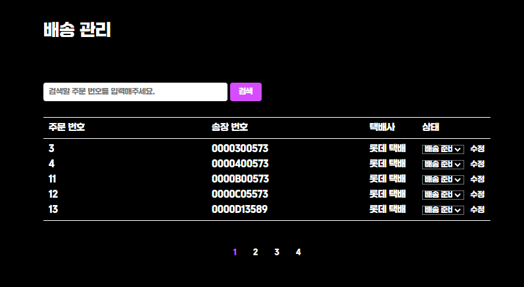 배송 관리
검색할 주문 번호를 입력해주세요. 검색
주문 번호 송장 번호 택배사 상태
3 0000300573 롯데 택배 배송 준비 수정
4 0000400573 롯데 택배 배송 준비 수정
11 0000B00573 롯데 택배 배송 준비 수정
12 0000C05573 롯데 택배 배송 준비 수정
13 0000D13589 롯데 택배 배송 준비 수정
1 2 3 4